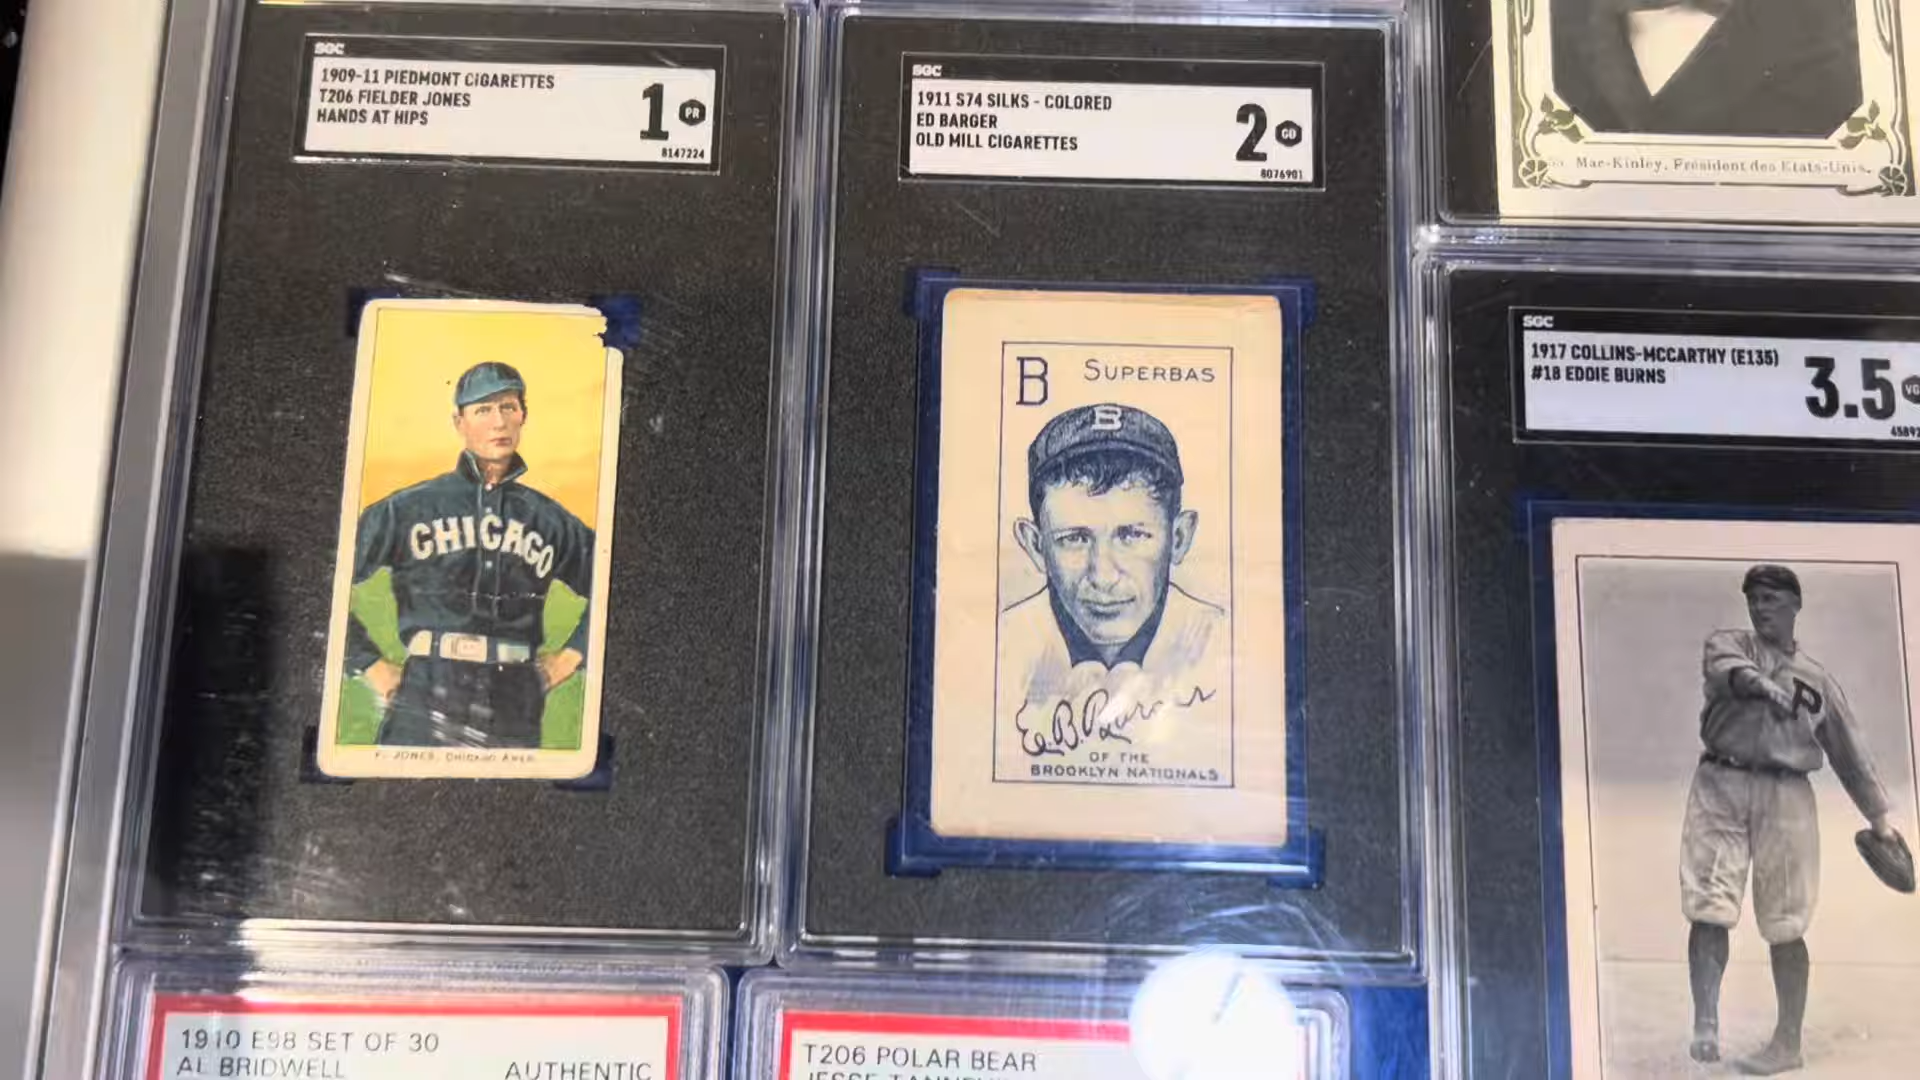 SGC
1909-11 PIEDMONT CIGARETTES
T206 FIELDER JONES
HANDS AT HIPS
1 PR
8147224
CHICAGO
F. JONES, CHICAGO AMER.
SGC
1911 S74 SILKS - COLORED
ED BARGER
OLD MILL CIGARETTES
2 GD
8076901
B SUPERBAS
B
E.B. Barger
OF THE
BROOKLYN NATIONALS
Mac-Kinley, Président des Etats-Unis.
SGC
1917 COLLINS-MCCARTHY (E135)
#18 EDDIE BURNS
3.5 VG
P
1910 E98 SET OF 30
AL BRIDWELL
AUTHENTIC
T206 POLAR BEAR
JESSE